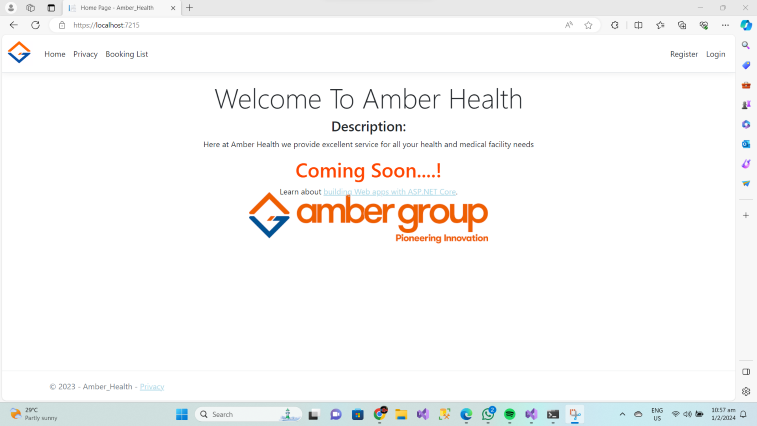 Home Page - Amber_Health
https://localhost:7215
Home Privacy Booking List Register Login
Welcome To Amber Health
Description:
Here at Amber Health we provide excellent service for all your health and medical facility needs
Coming Soon....!
Learn about building Web apps with ASP.NET Core.
amber group
Pioneering Innovation
© 2023 - Amber_Health - Privacy
29°C
Partly sunny
Search
2
ENG
US
10:57 am
1/2/2024